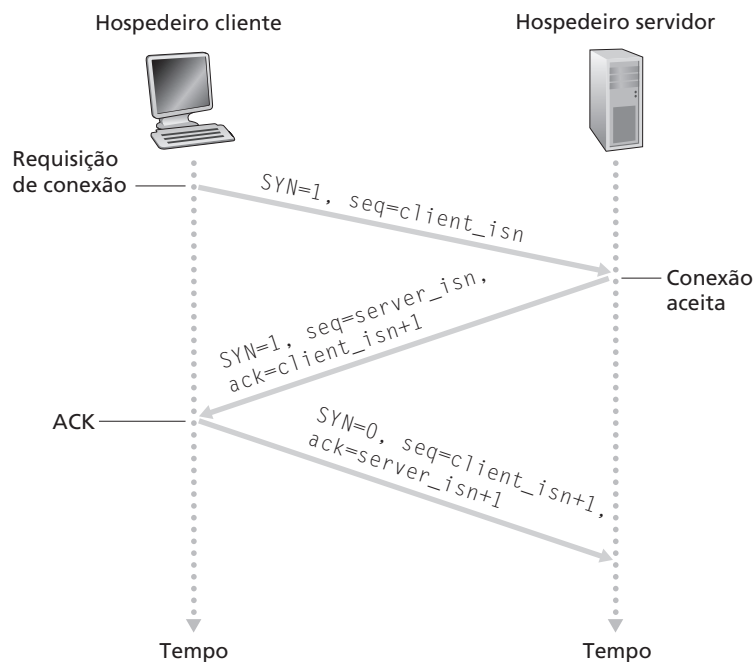 Hospedeiro cliente
Hospedeiro servidor
Requisição
de conexão
SYN=1, seq=client_isn
Conexão
aceita
SYN=1, seq=server_isn,
ack=client_isn+1
ACK
SYN=0, seq=client_isn+1,
ack=server_isn+1
Tempo
Tempo